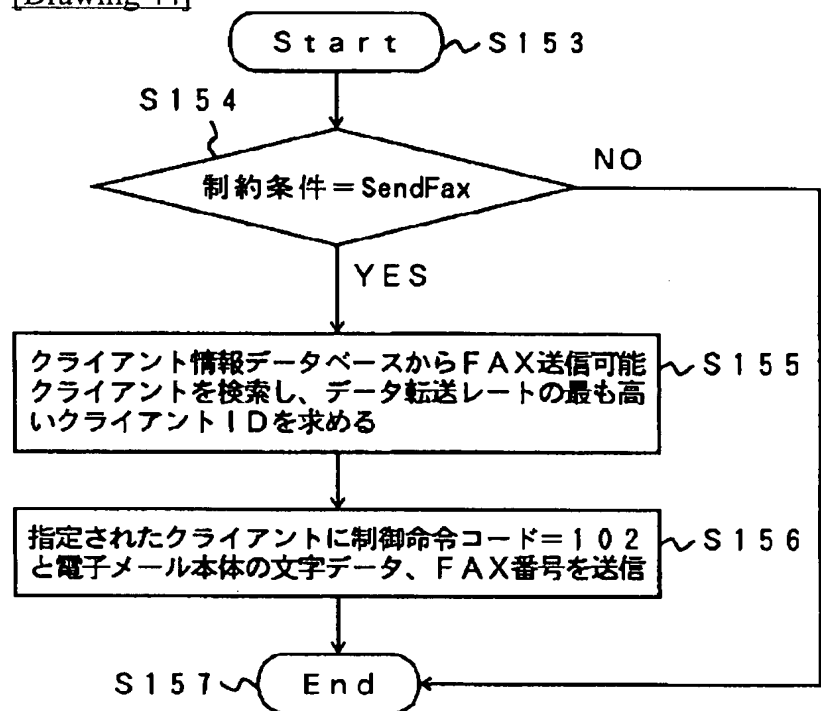 Start
S153
S154
制約条件=SendFax
NO
YES
クライアント情報データベースからFAX送信可能
クライアントを検索し、データ転送レートの最も高
いクライアントIDを求める
S155
指定されたクライアントに制御命令コード=102
と電子メール本体の文字データ、FAX番号を送信
S156
S157
End